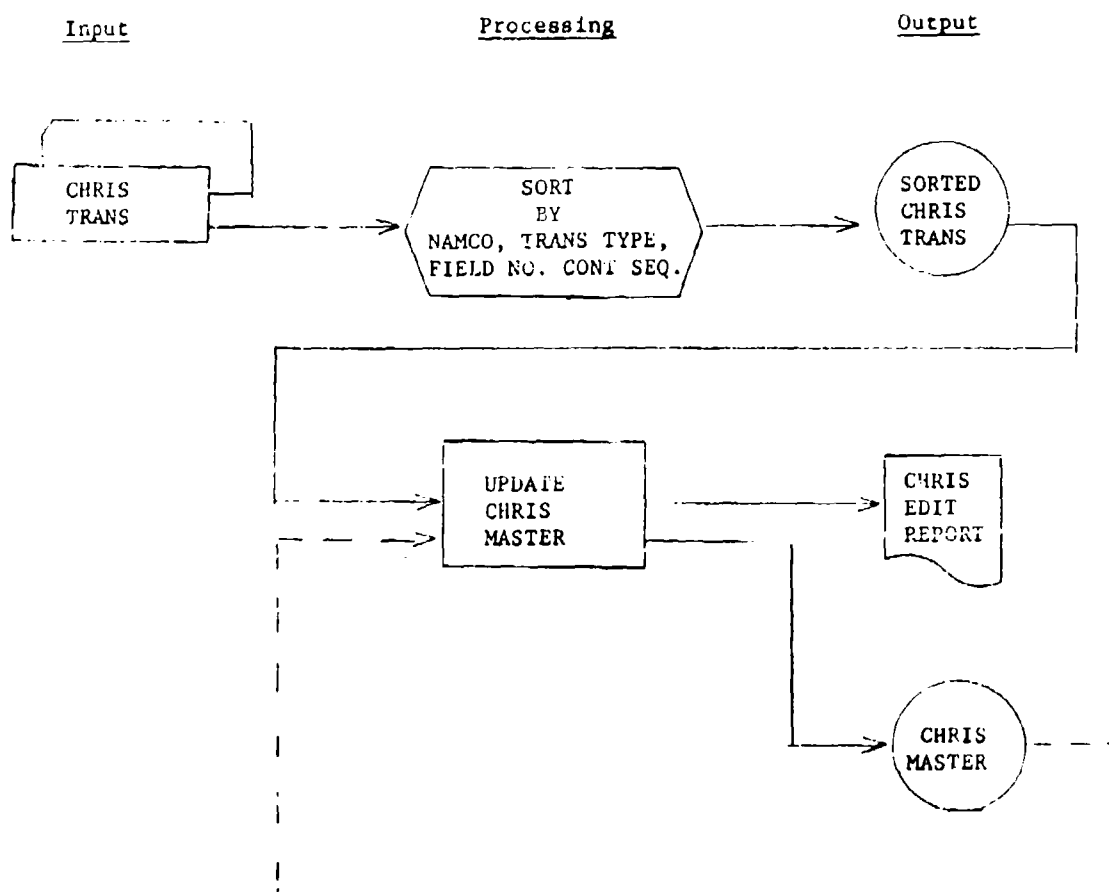 Input
Processing
Output
CHRIS
TRANS
SORT
BY
NAMCO, TRANS TYPE,
FIELD NO. CONT SEQ.
SORTED
CHRIS
TRANS
UPDATE
CHRIS
MASTER
CHRIS
EDIT
REPORT
CHRIS
MASTER